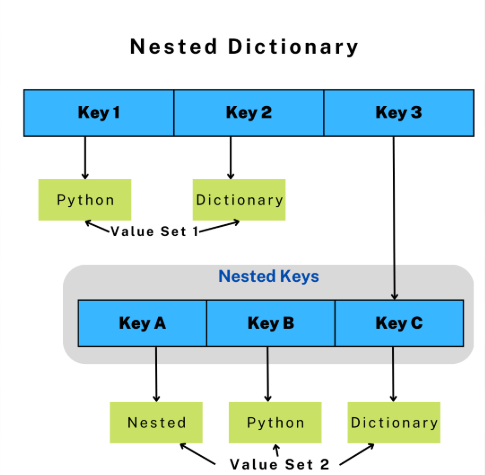 Nested Dictionary
Key 1 Key 2 Key 3
Python Dictionary
Value Set 1
Nested Keys
Key A Key B Key C
Nested Python Dictionary
Value Set 2